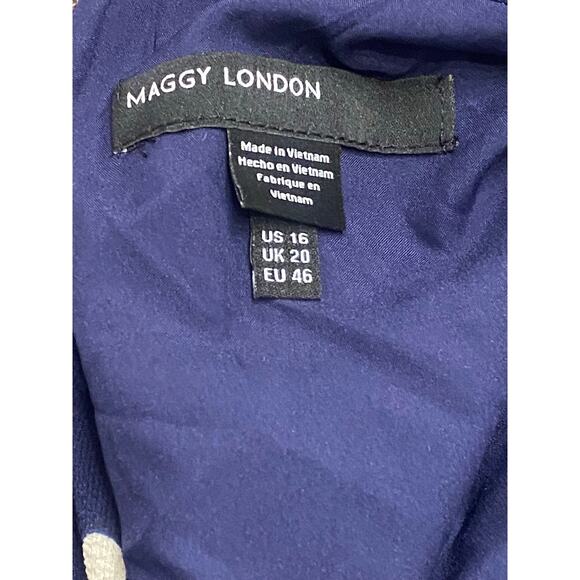 MAGGY LONDON
Made in Vietnam
Hecho en Vietnam
Fabrique en
Vietnam
US 16
UK 20
EU 46